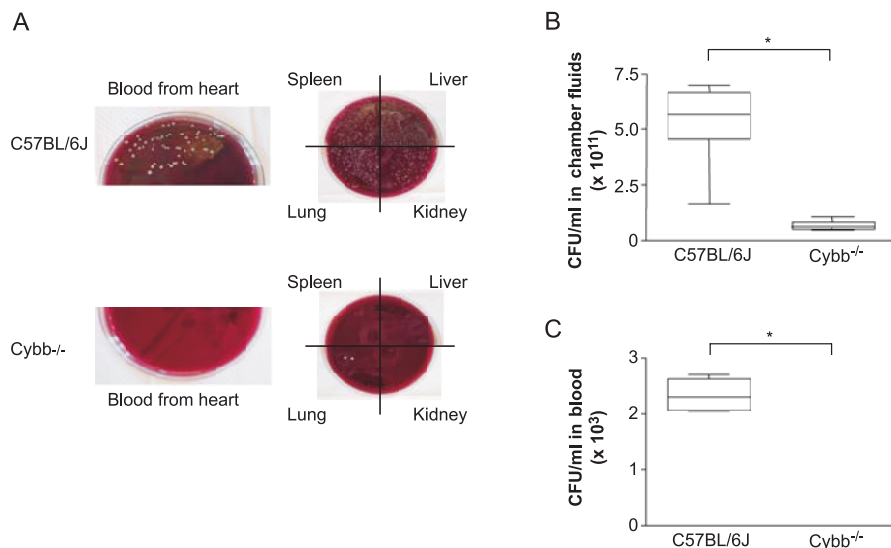 A
Blood from heart
Spleen Liver
C57BL/6J
Lung Kidney
Spleen Liver
Cybb-/-
Blood from heart
Lung Kidney
B
*
CFU/ml in chamber fluids
(x 10¹¹)
7.5
5.0
2.5
0
C57BL/6J Cybb⁻/⁻
C
*
CFU/ml in blood
(x 10³)
3
2
1
0
C57BL/6J Cybb⁻/⁻